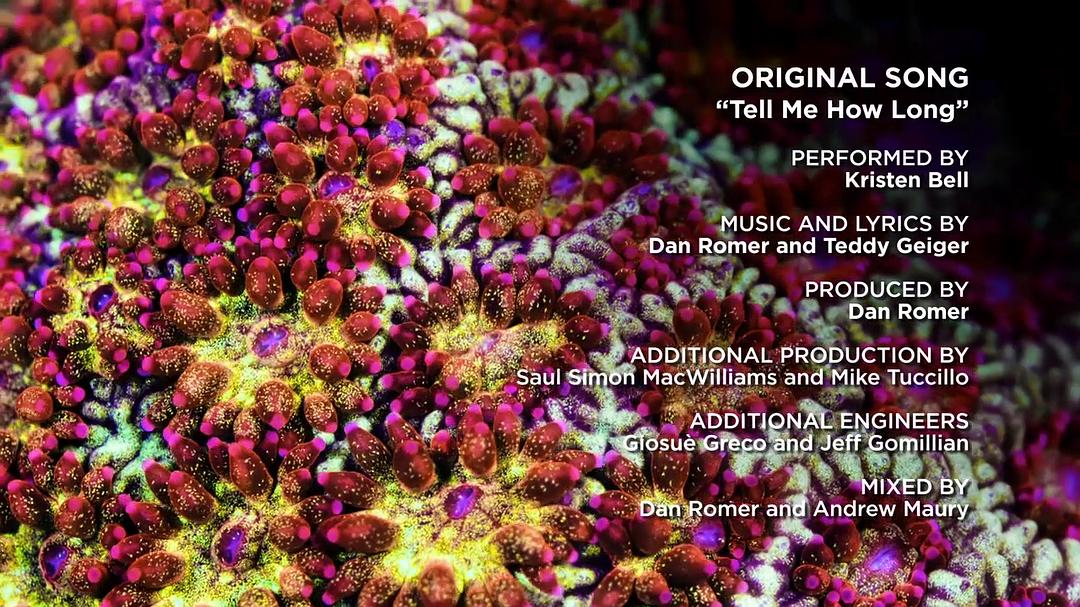 ORIGINAL SONG
“Tell Me How Long”
PERFORMED BY
Kristen Bell
MUSIC AND LYRICS BY
Dan Romer and Teddy Geiger
PRODUCED BY
Dan Romer
ADDITIONAL PRODUCTION BY
Saul Simon MacWilliams and Mike Tuccillo
ADDITIONAL ENGINEERS
Giosuè Greco and Jeff Gomillian
MIXED BY
Dan Romer and Andrew Maury